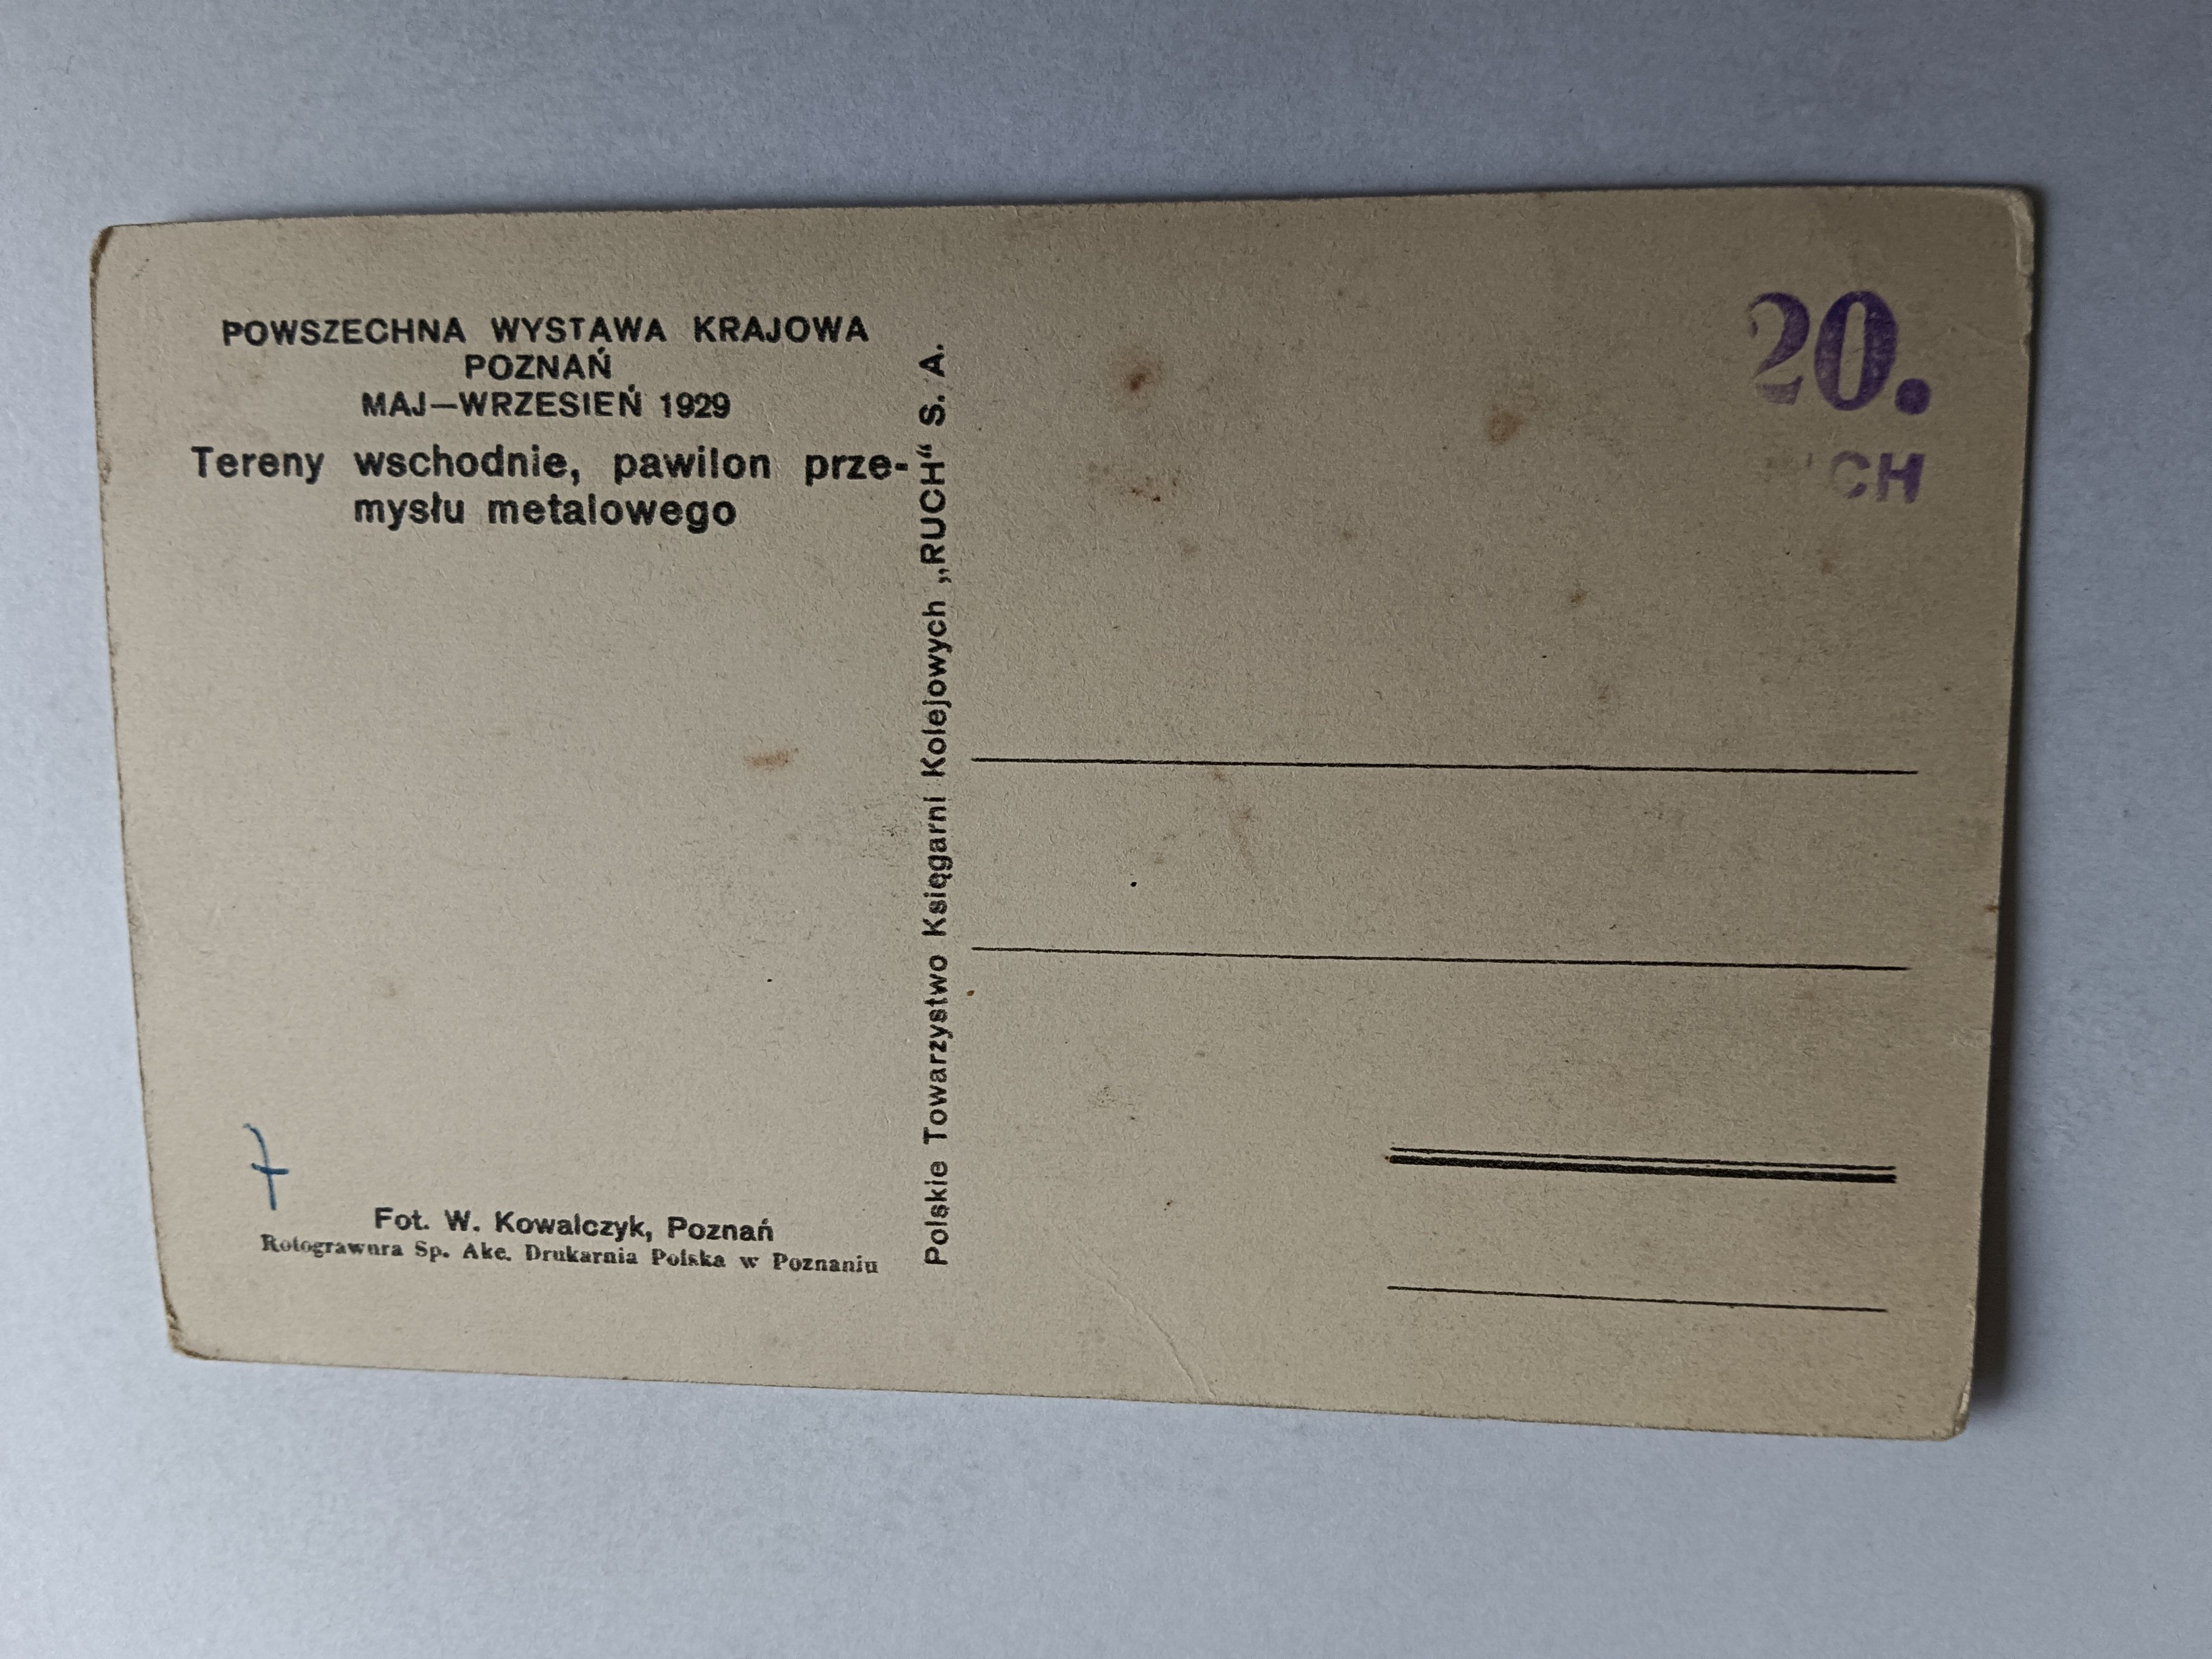 POWSZECHNA WYSTAWA KRAJOWA
POZNAŃ
MAJ—WRZESIEŃ 1929
Tereny wschodnie, pawilon prze-
mysłu metalowego
7
Fot. W. Kowalczyk, Poznań
Rotograwura Sp. Akc. Drukarnia Polska w Poznaniu
Polskie Towarzystwo Księgarni Kolejowych „RUCH“ S. A.
20.
CH